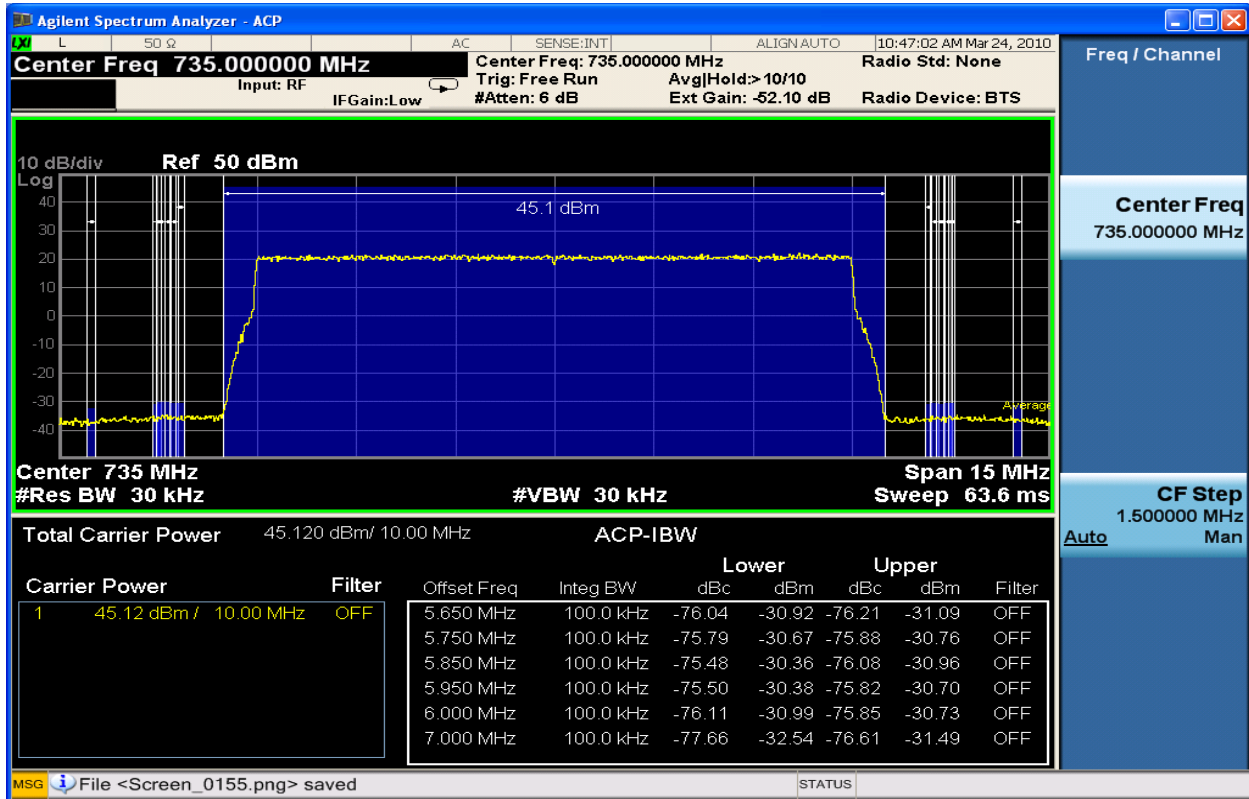 Agilent Spectrum Analyzer - ACP
LXI L 50 Ω AC SENSE:INT ALIGN AUTO 10:47:02 AM Mar 24, 2010
Center Freq 735.000000 MHz
Input: RF
IFGain:Low
Center Freq: 735.000000 MHz
Trig: Free Run
#Atten: 6 dB
Avg|Hold:>10/10
Ext Gain: -52.10 dB
Radio Std: None
Radio Device: BTS
Freq / Channel
Center Freq
735.000000 MHz
CF Step
1.500000 MHz
Auto Man
10 dB/div Ref 50 dBm
Log
40
30
20
10
0
-10
-20
-30
-40
45.1 dBm
Average
Center 735 MHz Span 15 MHz
#Res BW 30 kHz #VBW 30 kHz Sweep 63.6 ms
Total Carrier Power 45.120 dBm/ 10.00 MHz ACP-IBW
Lower Upper
Carrier Power Filter
1 45.12 dBm / 10.00 MHz OFF
Offset Freq Integ BW dBc dBm dBc dBm Filter
5.650 MHz 100.0 kHz -76.04 -30.92 -76.21 -31.09 OFF
5.750 MHz 100.0 kHz -75.79 -30.67 -75.88 -30.76 OFF
5.850 MHz 100.0 kHz -75.48 -30.36 -76.08 -30.96 OFF
5.950 MHz 100.0 kHz -75.50 -30.38 -75.82 -30.70 OFF
6.000 MHz 100.0 kHz -76.11 -30.99 -75.85 -30.73 OFF
7.000 MHz 100.0 kHz -77.66 -32.54 -76.61 -31.49 OFF
MSG File <Screen_0155.png> saved STATUS